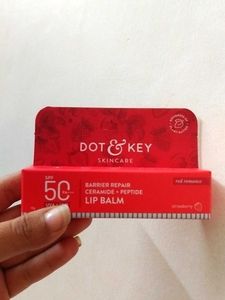 DOT & KEY
SKINCARE
SPF
50
PA++++
BARRIER REPAIR
CERAMIDE + PEPTIDE
LIP BALM
red romance
strawberry